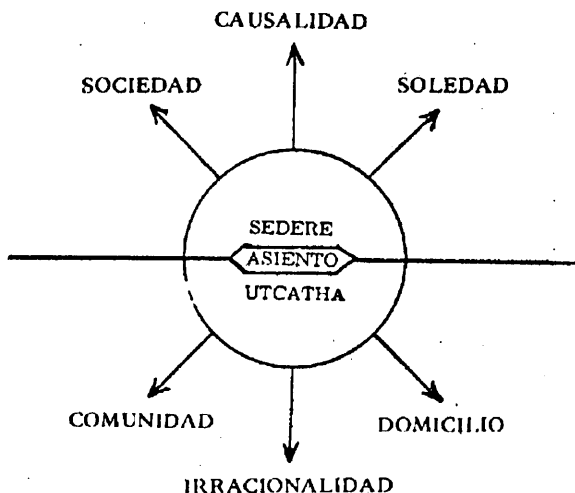 CAUSALIDAD
SOCIEDAD SOLEDAD
SEDERE
ASIENTO
UTCATHA
COMUNIDAD DOMICILIO
IRRACIONALIDAD